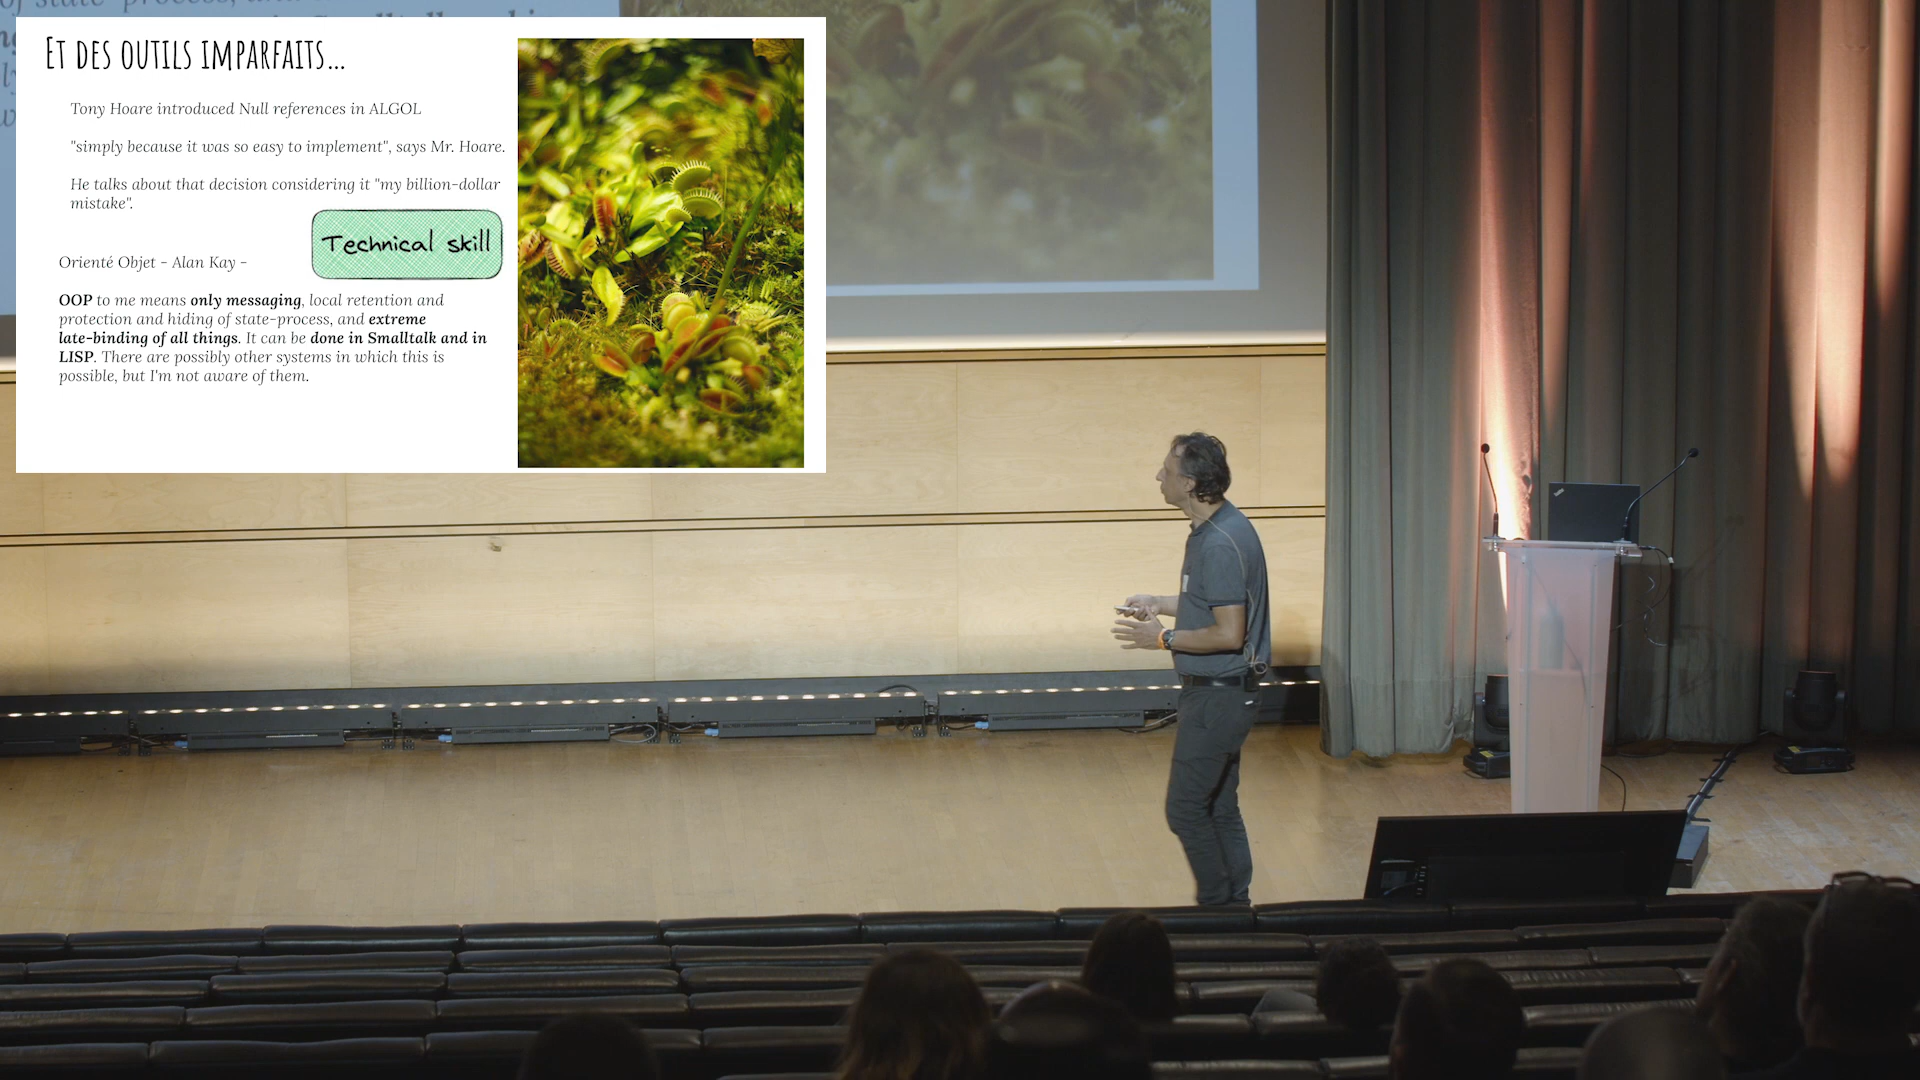 Et des outils imparfaits...
Tony Hoare introduced Null references in ALGOL
"simply because it was so easy to implement", says Mr. Hoare.
He talks about that decision considering it "my billion-dollar
mistake".
Technical skill
Orienté Objet - Alan Kay -
OOP to me means only messaging, local retention and
protection and hiding of state-process, and extreme
late-binding of all things. It can be done in Smalltalk and in
LISP. There are possibly other systems in which this is
possible, but I'm not aware of them.